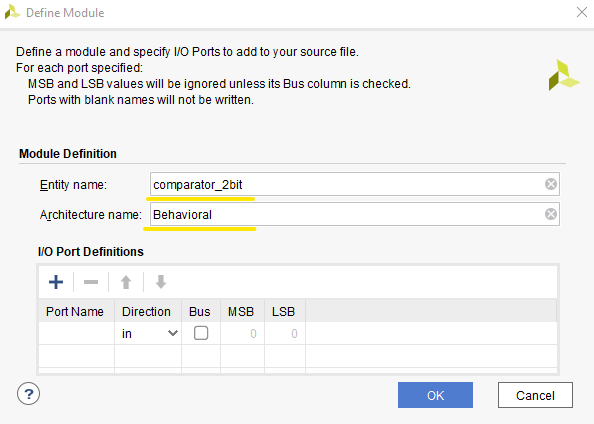 Define Module
Define a module and specify I/O Ports to add to your source file.
For each port specified:
MSB and LSB values will be ignored unless its Bus column is checked.
Ports with blank names will not be written.
Module Definition
Entity name: comparator_2bit
Architecture name: Behavioral
I/O Port Definitions
Port Name Direction Bus MSB LSB
in 0 0
? OK Cancel